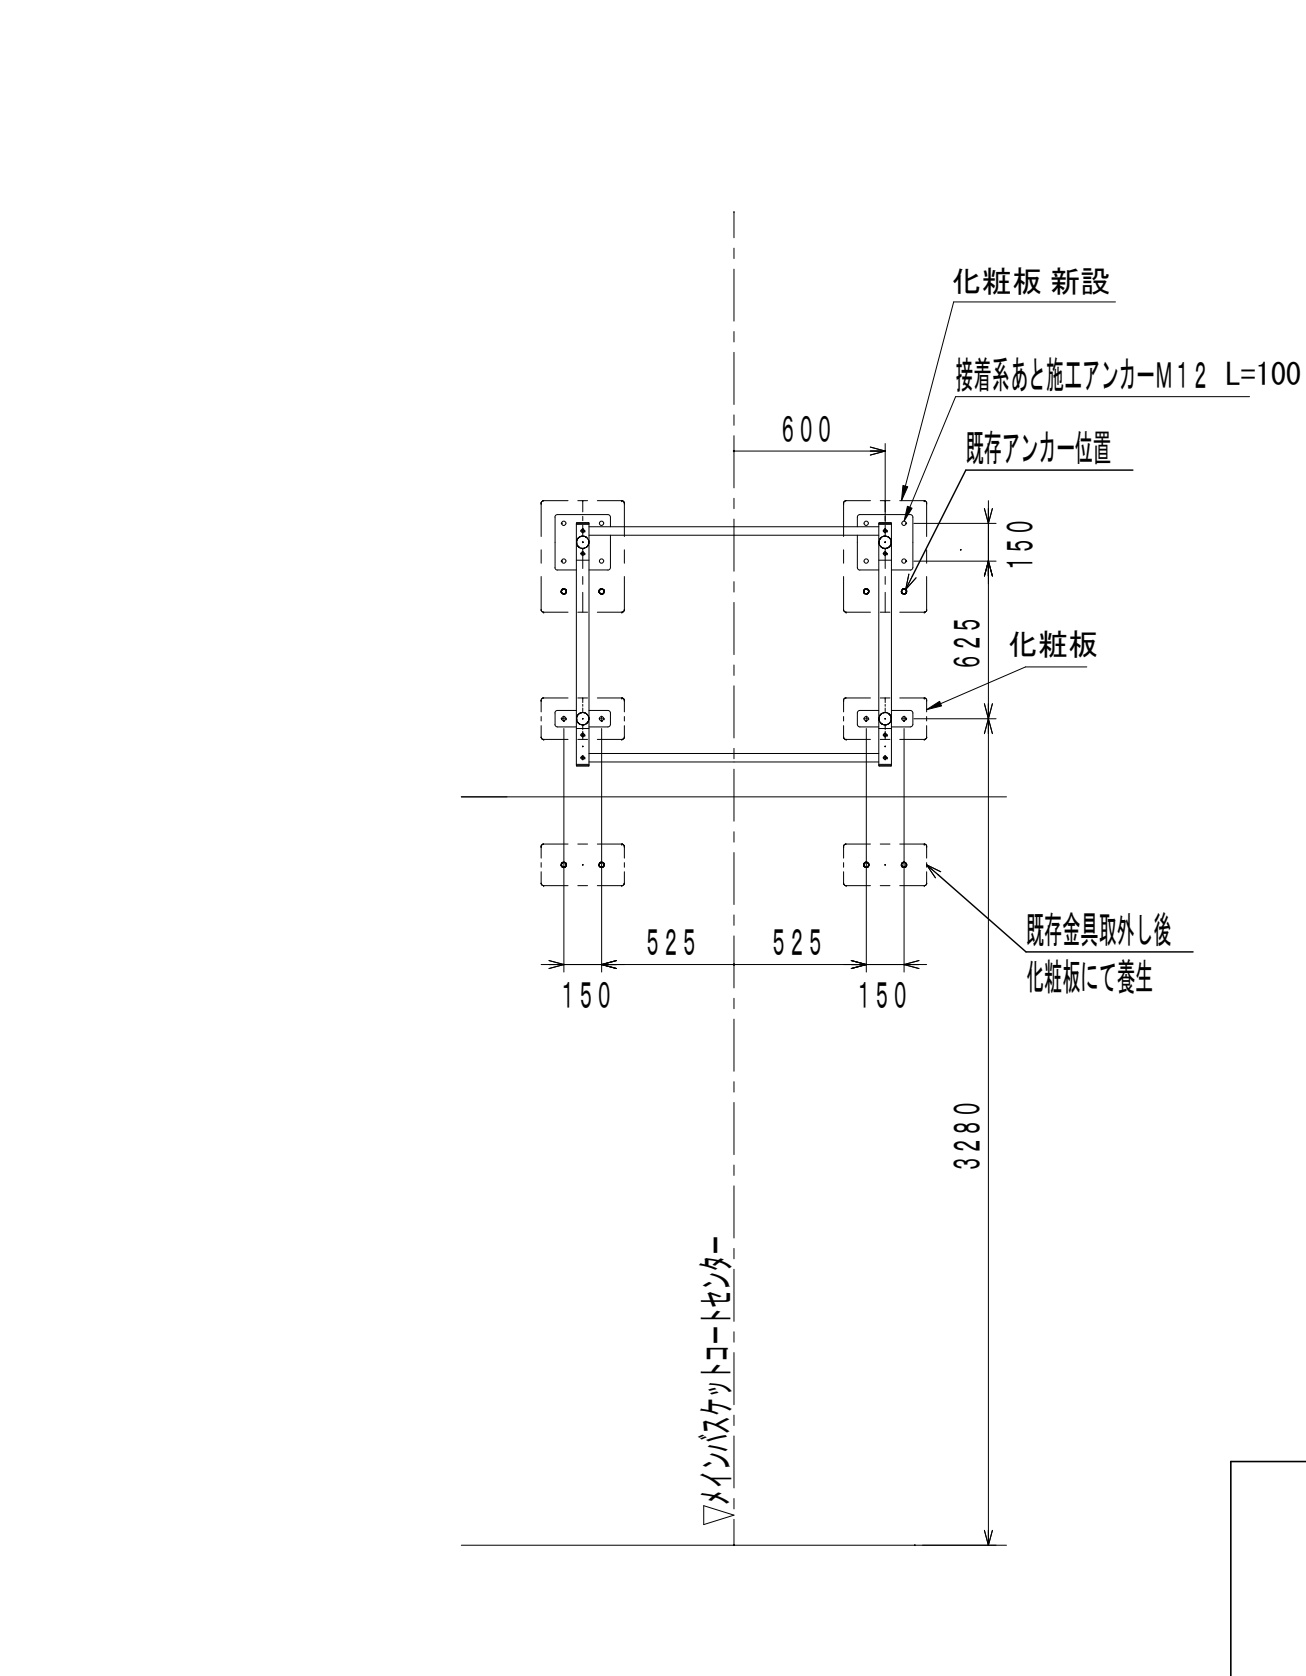 化粧板 新設
接着系あと施工アンカーM12 L=100
600
既存アンカー位置
150
625
化粧板
既存金具取外し後
化粧板にて養生
525
525
150
150
3280
▽メインバスケットコートセンター